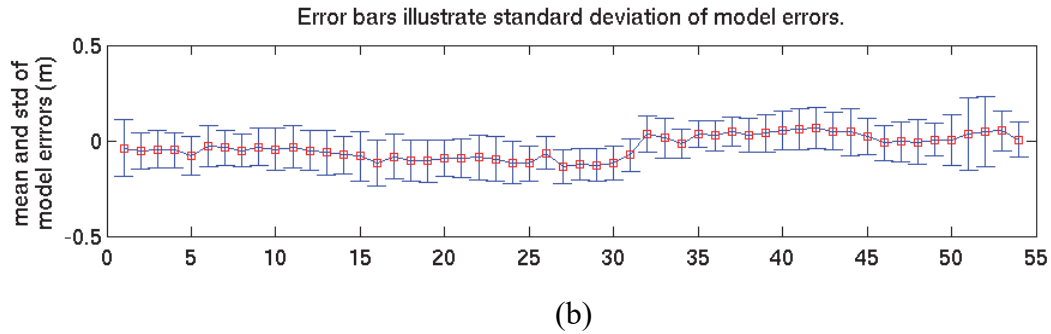 Error bars illustrate standard deviation of model errors.
mean and std of
model errrors (m)
0.5
0
-0.5
0 5 10 15 20 25 30 35 40 45 50 55
(b)